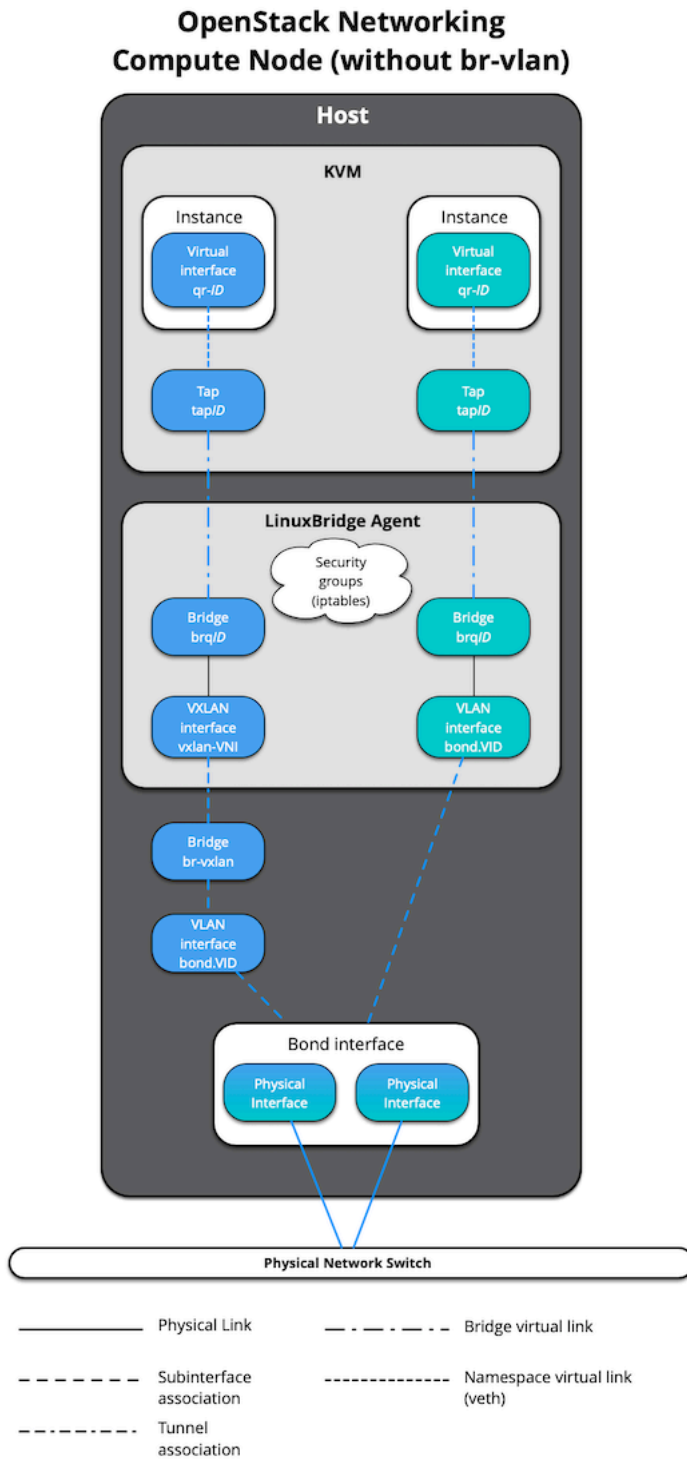 OpenStack Networking
Compute Node (without br-vlan)
Host
KVM
Instance
Virtual
interface
qr-ID
Instance
Virtual
interface
qr-ID
Tap
tapID
Tap
tapID
LinuxBridge Agent
Security
groups
(iptables)
Bridge
brqID
Bridge
brqID
VXLAN
interface
vxlan-VNI
VLAN
interface
bond.VID
Bridge
br-vxlan
VLAN
interface
bond.VID
Bond interface
Physical
Interface
Physical
Interface
Physical Network Switch
Physical Link
Bridge virtual link
Subinterface
association
Namespace virtual link
(veth)
Tunnel
association